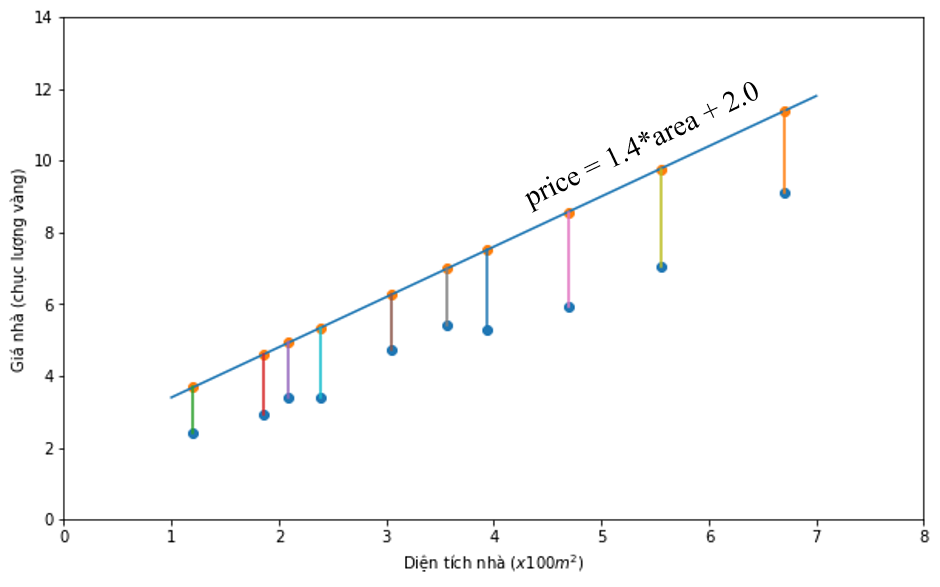 14
12
10
8
6
4
2
0
Giá nhà (chục lượng vàng)
price = 1.4*area + 2.0
0 1 2 3 4 5 6 7 8
Diện tích nhà (x100m²)